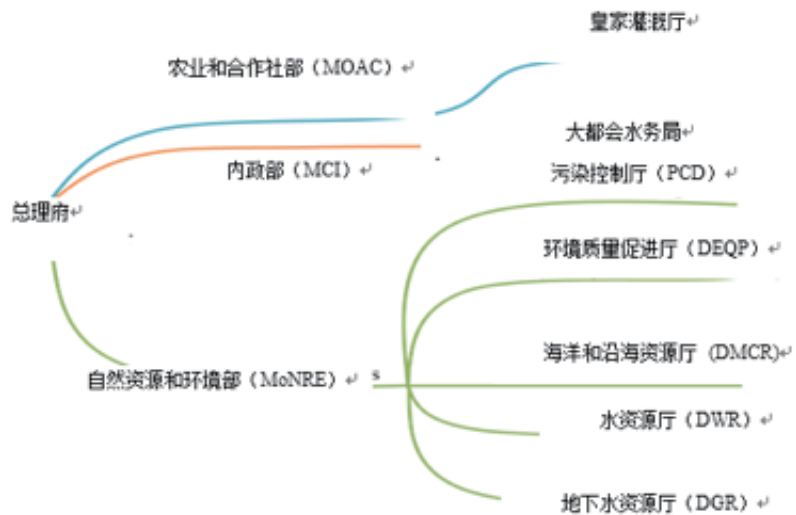 皇家灌溉厅
农业和合作社部（MOAC）
大都会水务局
内政部（MCI）
污染控制厅（PCD）
总理府
环境质量促进厅（DEQP）
海洋和沿海资源厅 (DMCR)
自然资源和环境部（MoNRE） s
水资源厅（DWR）
地下水资源厅（DGR）